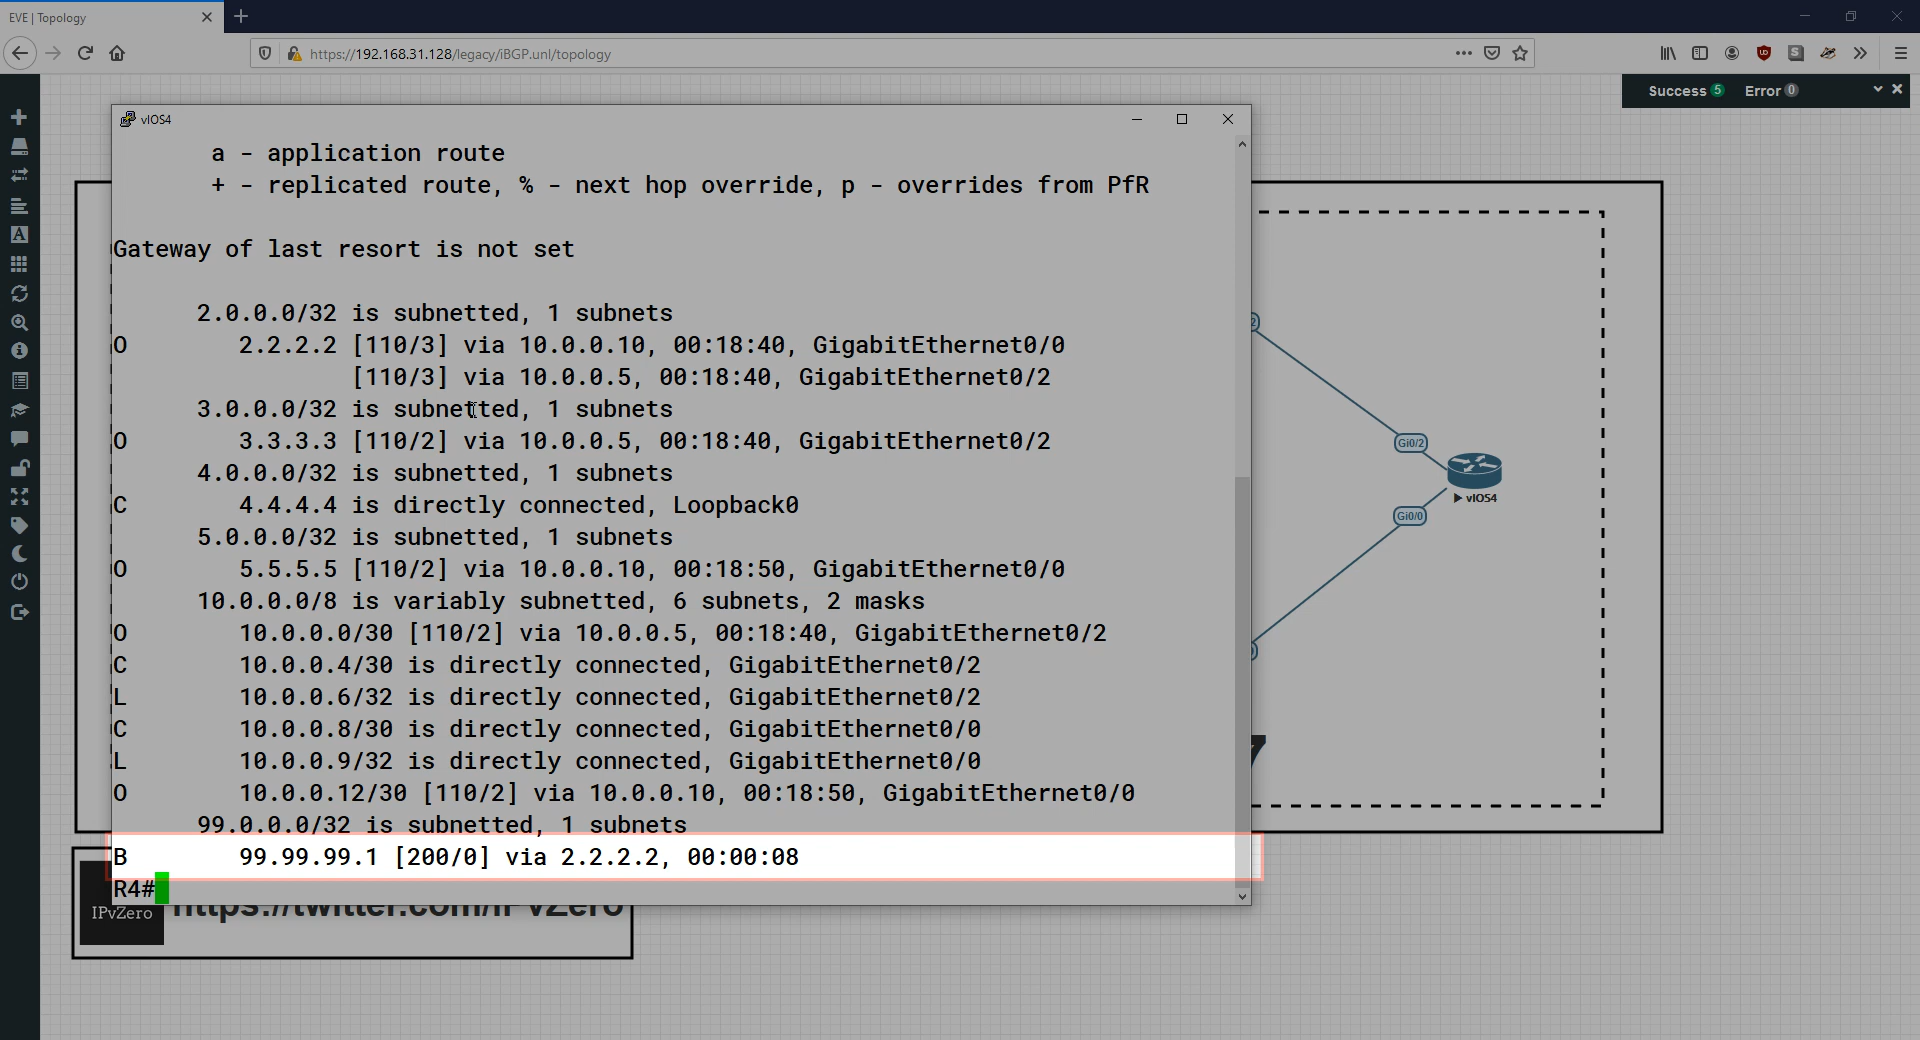 EVE | Topology
https://192.168.31.128/legacy/iBGP.unl/topology
Success 5 Error 0
vIOS4
a - application route
+ - replicated route, % - next hop override, p - overrides from PfR
Gateway of last resort is not set
2.0.0.0/32 is subnetted, 1 subnets
O 2.2.2.2 [110/3] via 10.0.0.10, 00:18:40, GigabitEthernet0/0
[110/3] via 10.0.0.5, 00:18:40, GigabitEthernet0/2
3.0.0.0/32 is subnetted, 1 subnets
O 3.3.3.3 [110/2] via 10.0.0.5, 00:18:40, GigabitEthernet0/2
4.0.0.0/32 is subnetted, 1 subnets
C 4.4.4.4 is directly connected, Loopback0
5.0.0.0/32 is subnetted, 1 subnets
O 5.5.5.5 [110/2] via 10.0.0.10, 00:18:50, GigabitEthernet0/0
10.0.0.0/8 is variably subnetted, 6 subnets, 2 masks
O 10.0.0.0/30 [110/2] via 10.0.0.5, 00:18:40, GigabitEthernet0/2
C 10.0.0.4/30 is directly connected, GigabitEthernet0/2
L 10.0.0.6/32 is directly connected, GigabitEthernet0/2
C 10.0.0.8/30 is directly connected, GigabitEthernet0/0
L 10.0.0.9/32 is directly connected, GigabitEthernet0/0
O 10.0.0.12/30 [110/2] via 10.0.0.10, 00:18:50, GigabitEthernet0/0
99.0.0.0/32 is subnetted, 1 subnets
B 99.99.99.1 [200/0] via 2.2.2.2, 00:00:08
R4#
Gi0/2
vIOS4
Gi0/0
IPvZero
https://twitter.com/IPvZero